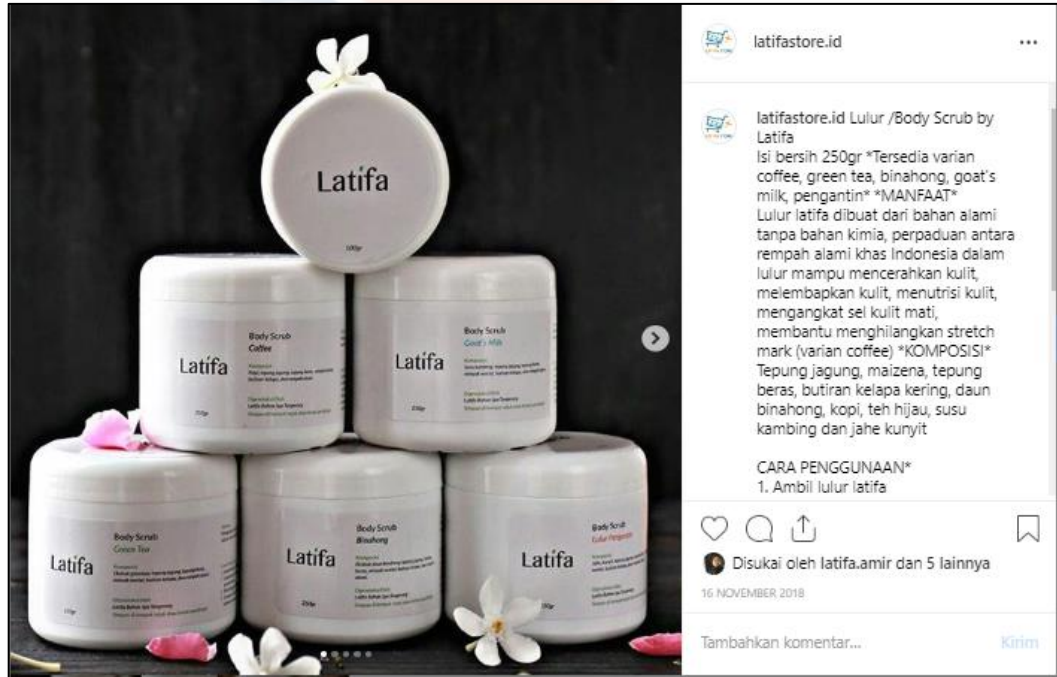 Latifa
100gr
Body Scrub
Coffee
Latifa
Body Scrub
Goat's Milk
Latifa
Body Scrub
Green Tea
Latifa
Body Scrub
Binahong
Latifa
Body Scrub
Lulur Pengantin
Latifa
latifastore.id
latifastore.id Lulur /Body Scrub by
Latifa
Isi bersih 250gr *Tersedia varian
coffee, green tea, binahong, goat's
milk, pengantin* *MANFAAT*
Lulur latifa dibuat dari bahan alami
tanpa bahan kimia, perpaduan antara
rempah alami khas Indonesia dalam
lulur mampu mencerahkan kulit,
melembapkan kulit, menutrisi kulit,
mengangkat sel kulit mati,
membantu menghilangkan stretch
mark (varian coffee) *KOMPOSISI*
Tepung jagung, maizena, tepung
beras, butiran kelapa kering, daun
binahong, kopi, teh hijau, susu
kambing dan jahe kunyit
CARA PENGGUNAAN*
1. Ambil lulur latifa
Disukai oleh latifa.amir dan 5 lainnya
16 NOVEMBER 2018
Tambahkan komentar...
Kirim